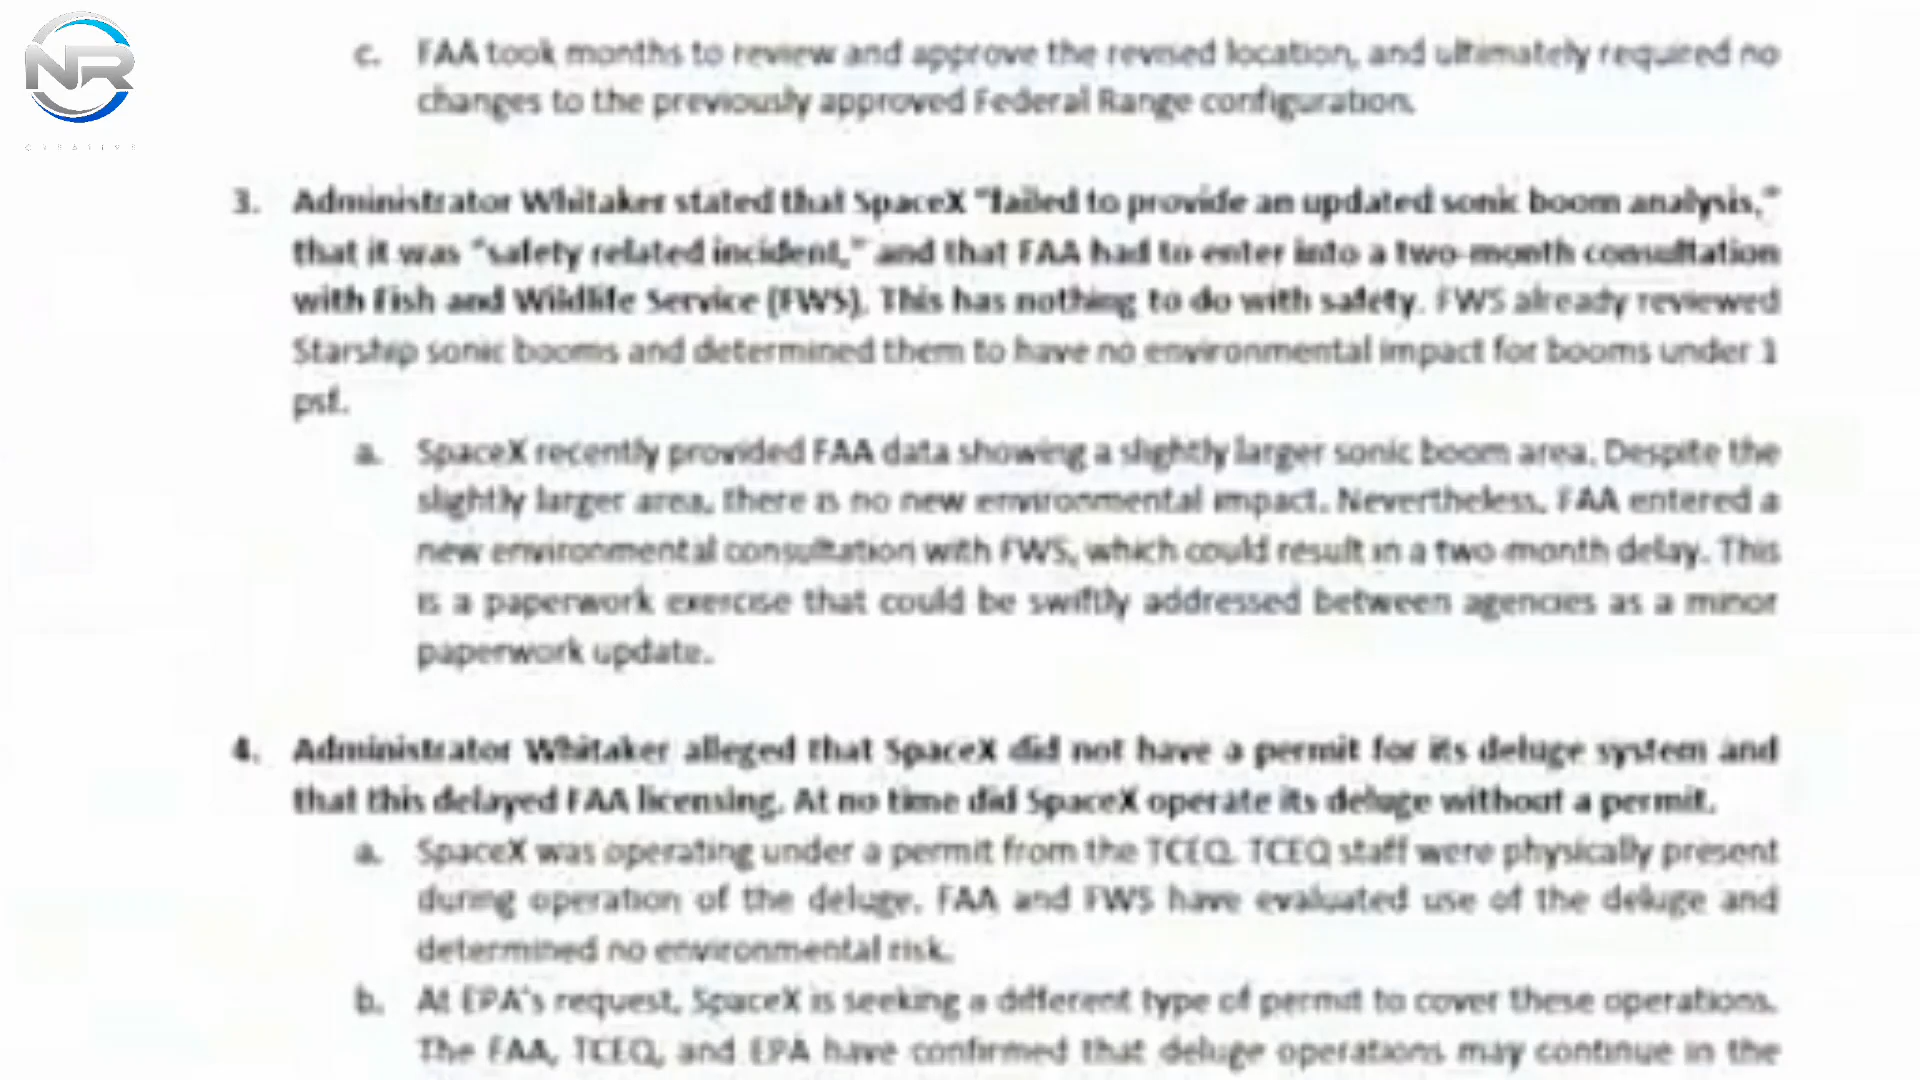 NR
CREATIVE
c. FAA took months to review and approve the revised location, and ultimately required no
changes to the previously approved Federal Range configuration.
3. Administrator Whitaker stated that SpaceX "failed to provide an updated sonic boom analysis,"
that it was "safety related incident," and that FAA had to enter into a two-month consultation
with Fish and Wildlife Service (FWS). This has nothing to do with safety. FWS already reviewed
Starship sonic booms and determined them to have no environmental impact for booms under 1
psf.
a. SpaceX recently provided FAA data showing a slightly larger sonic boom area. Despite the
slightly larger area, there is no new environmental impact. Nevertheless, FAA entered a
new environmental consultation with FWS, which could result in a two-month delay. This
is a paperwork exercise that could be swiftly addressed between agencies as a minor
paperwork update.
4. Administrator Whitaker alleged that SpaceX did not have a permit for its deluge system and
that this delayed FAA licensing. At no time did SpaceX operate its deluge without a permit.
a. SpaceX was operating under a permit from the TCEQ. TCEQ staff were physically present
during operation of the deluge. FAA and FWS have evaluated use of the deluge and
determined no environmental risk.
b. At EPA's request, SpaceX is seeking a different type of permit to cover these operations.
The FAA, TCEQ, and EPA have confirmed that deluge operations may continue in the